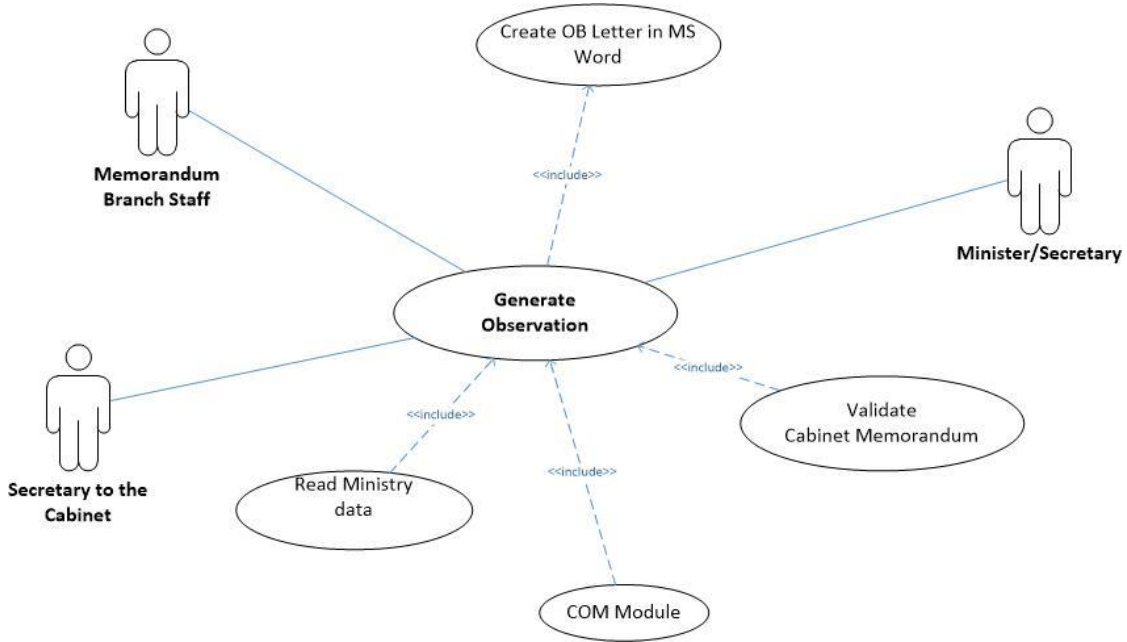 Create OB Letter in MS
Word
Memorandum
Branch Staff
<<include>>
Minister/Secretary
Generate
Observation
<<include>>
<<include>>
Validate
Cabinet Memorandum
<<include>>
Secretary to the
Cabinet
Read Ministry
data
COM Module